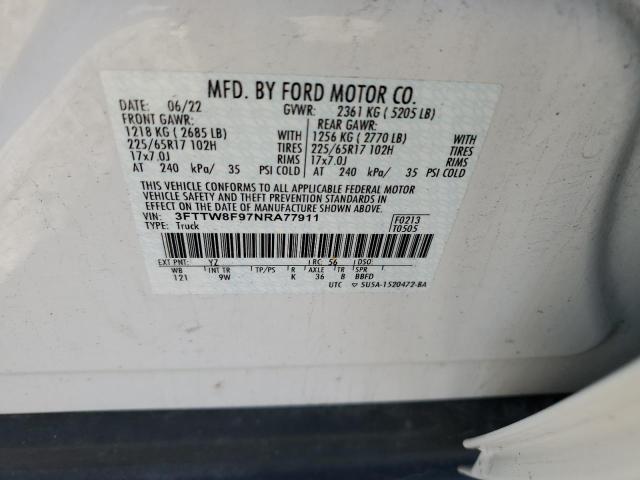 MFD. BY FORD MOTOR CO.
DATE: 06/22 GVWR: 2361 KG ( 5205 LB)
FRONT GAWR: REAR GAWR:
1218 KG ( 2685 LB) WITH 1256 KG ( 2770 LB) WITH
225/65R17 102H TIRES 225/65R17 102H TIRES
17x7.0J RIMS 17x7.0J RIMS
AT 240 kPa/ 35 PSI COLD AT 240 kPa/ 35 PSI COLD
THIS VEHICLE CONFORMS TO ALL APPLICABLE FEDERAL MOTOR
VEHICLE SAFETY AND THEFT PREVENTION STANDARDS IN
EFFECT ON THE DATE OF MANUFACTURE SHOWN ABOVE.
VIN: 3FTTW8F97NRA77911 F0213
TYPE: Truck T0505
EXT PNT: YZ RC: 56 DSO:
WB INT TR TP/PS R AXLE TR SPR
121 9W K 36 B BBFD
UTC ▽ 5U5A-1520472-BA